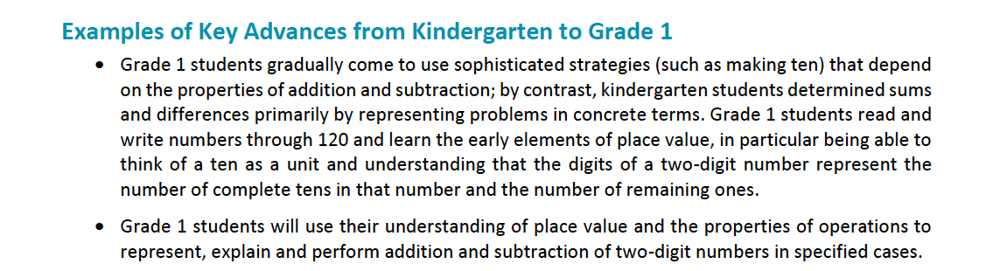 Examples of Key Advances from Kindergarten to Grade 1
• Grade 1 students gradually come to use sophisticated strategies (such as making ten) that depend
on the properties of addition and subtraction; by contrast, kindergarten students determined sums
and differences primarily by representing problems in concrete terms. Grade 1 students read and
write numbers through 120 and learn the early elements of place value, in particular being able to
think of a ten as a unit and understanding that the digits of a two-digit number represent the
number of complete tens in that number and the number of remaining ones.
• Grade 1 students will use their understanding of place value and the properties of operations to
represent, explain and perform addition and subtraction of two-digit numbers in specified cases.